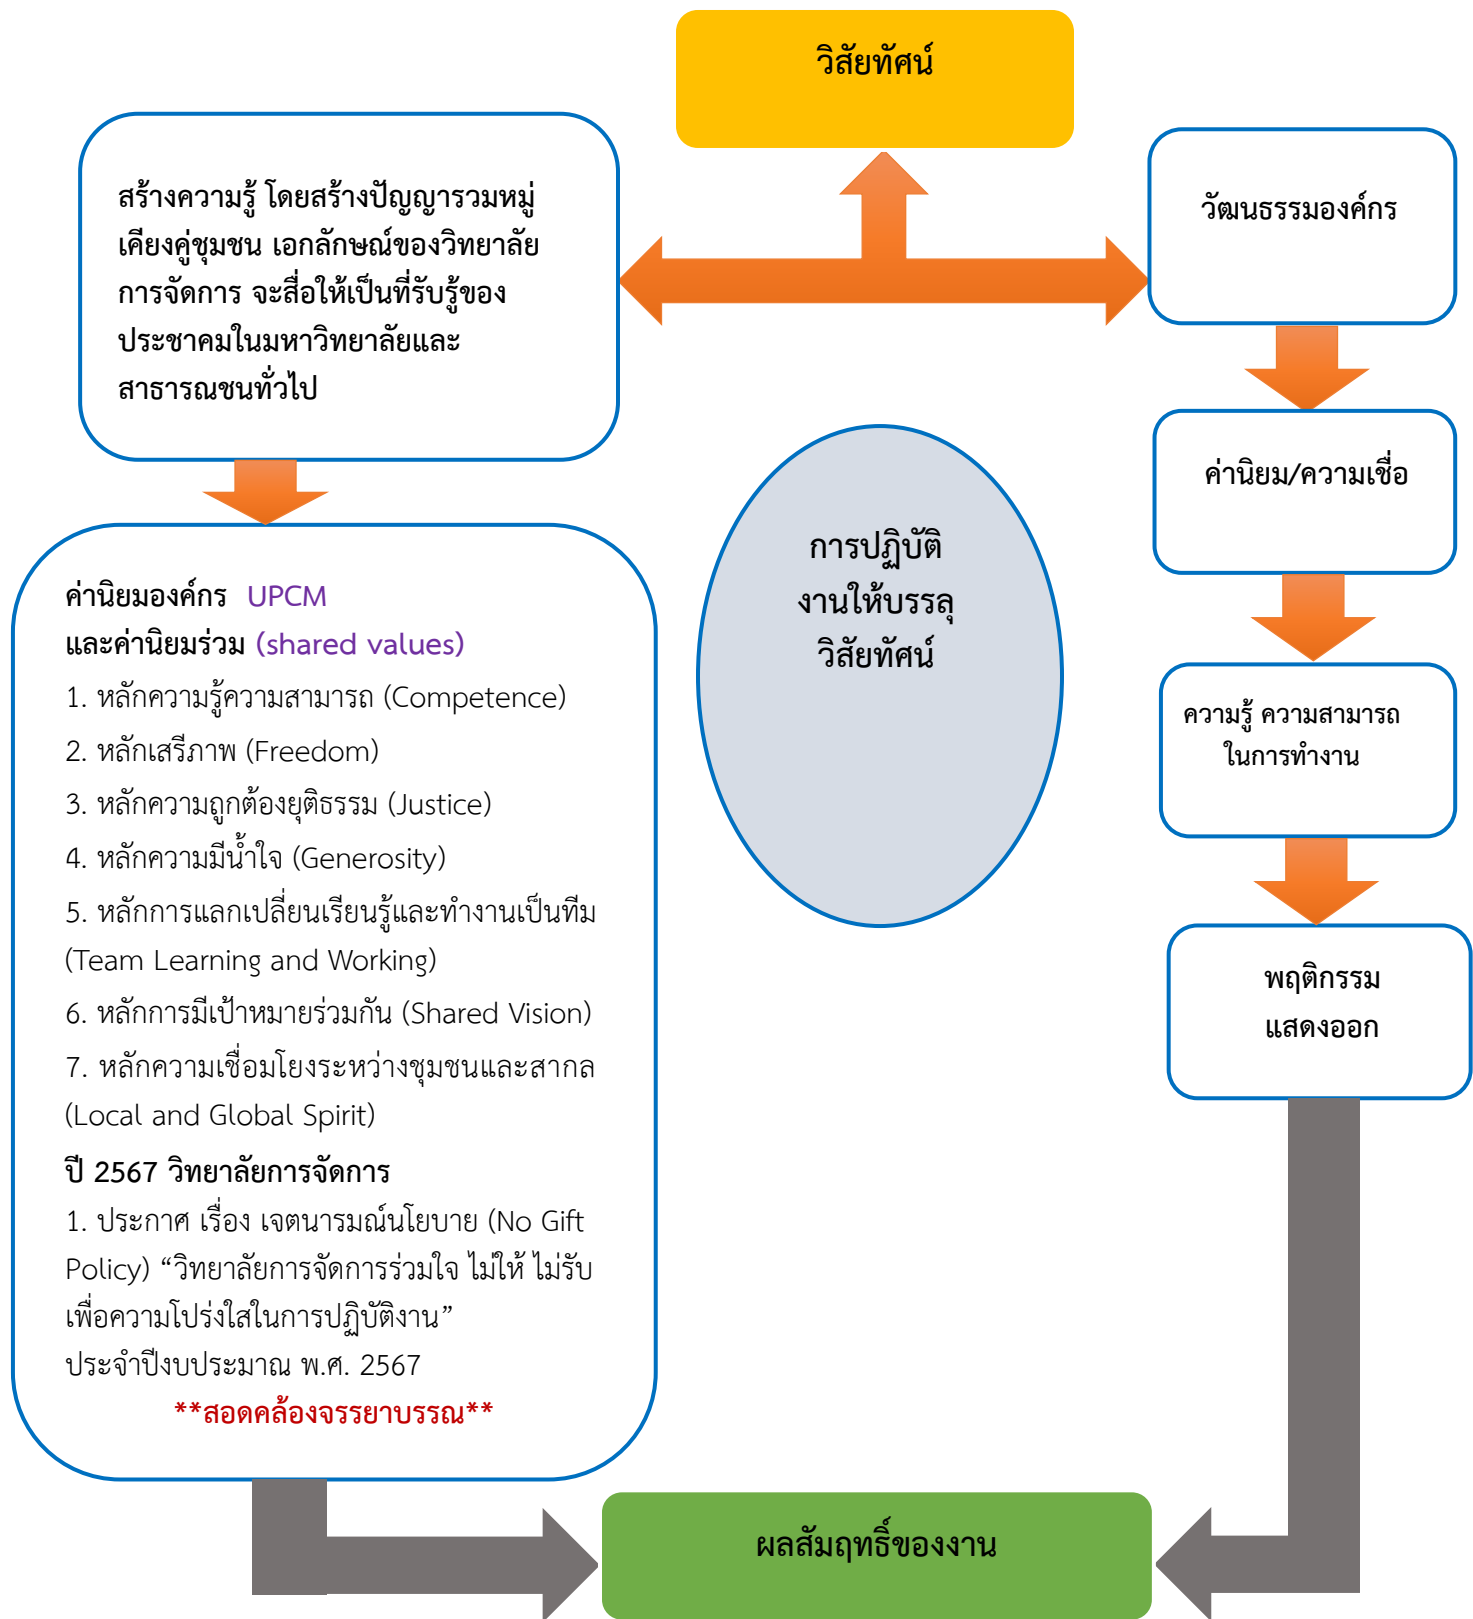 วิสัยทัศน์
สร้างความรู้ โดยสร้างปัญญารวมหมู่
เคียงคู่ชุมชน เอกลักษณ์ของวิทยาลัย
การจัดการ จะสื่อให้เป็นที่รับรู้ของ
ประชาคมในมหาวิทยาลัยและ
สาธารณชนทั่วไป
วัฒนธรรมองค์กร
ค่านิยม/ความเชื่อ
การปฏิบัติ
งานให้บรรลุ
วิสัยทัศน์
ค่านิยมองค์กร UPCM
และค่านิยมร่วม (shared values)
1. หลักความรู้ความสามารถ (Competence)
2. หลักเสรีภาพ (Freedom)
3. หลักความถูกต้องยุติธรรม (Justice)
4. หลักความมีน้ำใจ (Generosity)
5. หลักการแลกเปลี่ยนเรียนรู้และทำงานเป็นทีม
(Team Learning and Working)
6. หลักการมีเป้าหมายร่วมกัน (Shared Vision)
7. หลักความเชื่อมโยงระหว่างชุมชนและสากล
(Local and Global Spirit)
ปี 2567 วิทยาลัยการจัดการ
1. ประกาศ เรื่อง เจตนารมณ์นโยบาย (No Gift
Policy) “วิทยาลัยการจัดการร่วมใจ ไม่ให้ ไม่รับ
เพื่อความโปร่งใสในการปฏิบัติงาน”
ประจำปีงบประมาณ พ.ศ. 2567
**สอดคล้องจรรยาบรรณ**
ความรู้ ความสามารถ
ในการทำงาน
พฤติกรรม
แสดงออก
ผลสัมฤทธิ์ของงาน